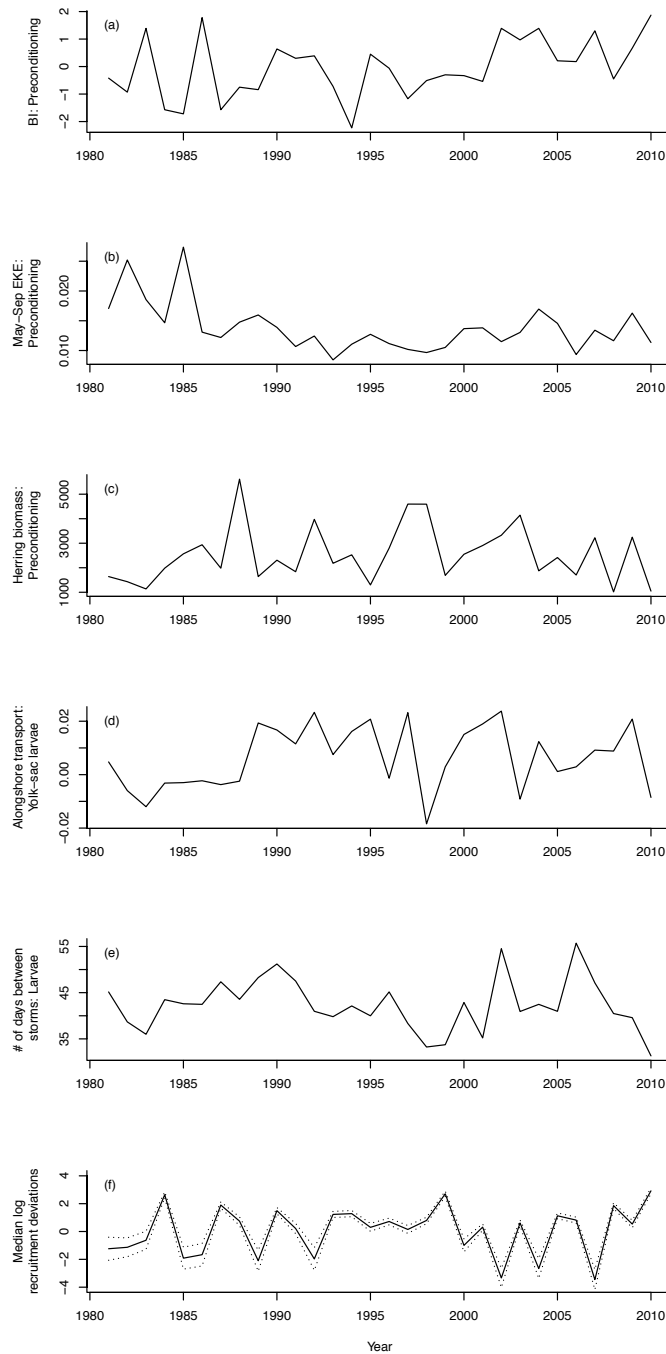 (a)
BI: Preconditioning
2
1
0
−1
−2
1980 1985 1990 1995 2000 2005 2010
(b)
May−Sep EKE:
Preconditioning
0.020
0.010
1980 1985 1990 1995 2000 2005 2010
(c)
Herring biomass:
Preconditioning
5000
3000
1000
1980 1985 1990 1995 2000 2005 2010
(d)
Alongshore transport:
Yolk−sac larvae
0.02
0.00
−0.02
1980 1985 1990 1995 2000 2005 2010
(e)
# of days between
storms: Larvae
55
45
35
1980 1985 1990 1995 2000 2005 2010
(f)
Median log
recruitment deviations
4
2
0
−2
−4
1980 1985 1990 1995 2000 2005 2010
Year